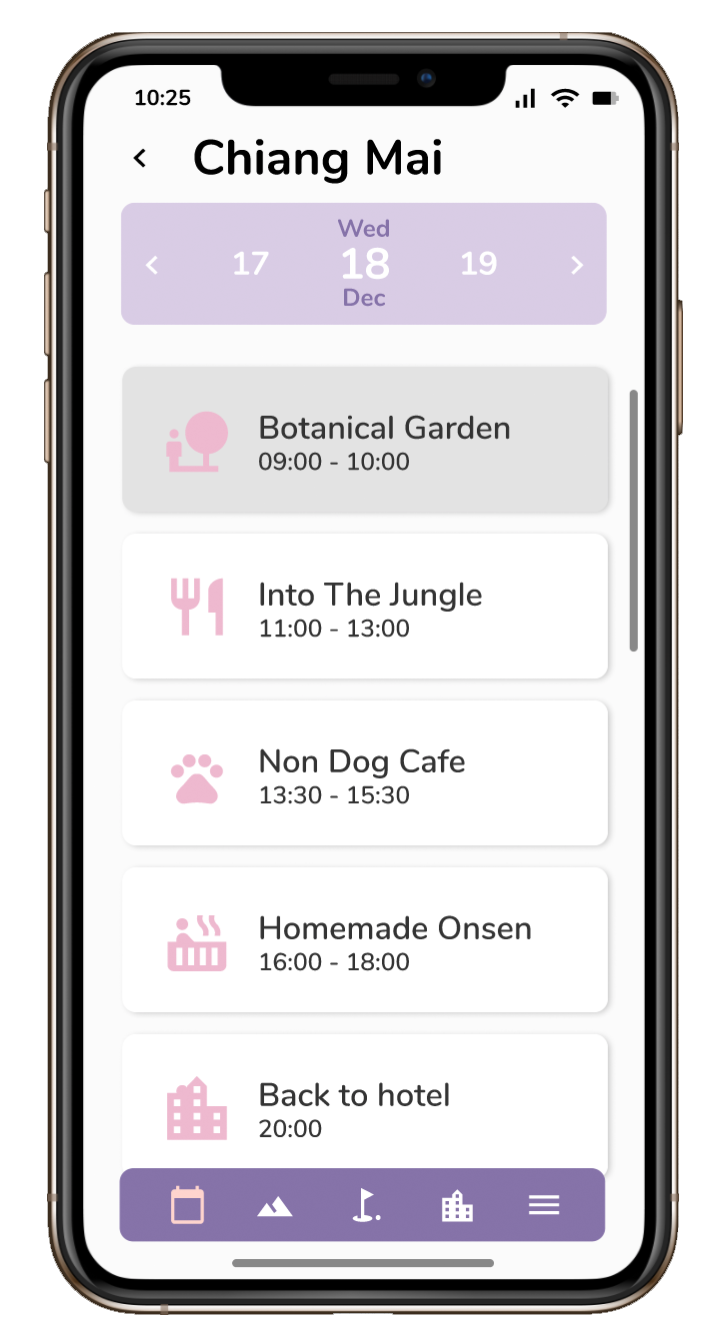 10:25
Chiang Mai
Wed
17 18 19
Dec
Botanical Garden
09:00 - 10:00
Into The Jungle
11:00 - 13:00
Non Dog Cafe
13:30 - 15:30
Homemade Onsen
16:00 - 18:00
Back to hotel
20:00